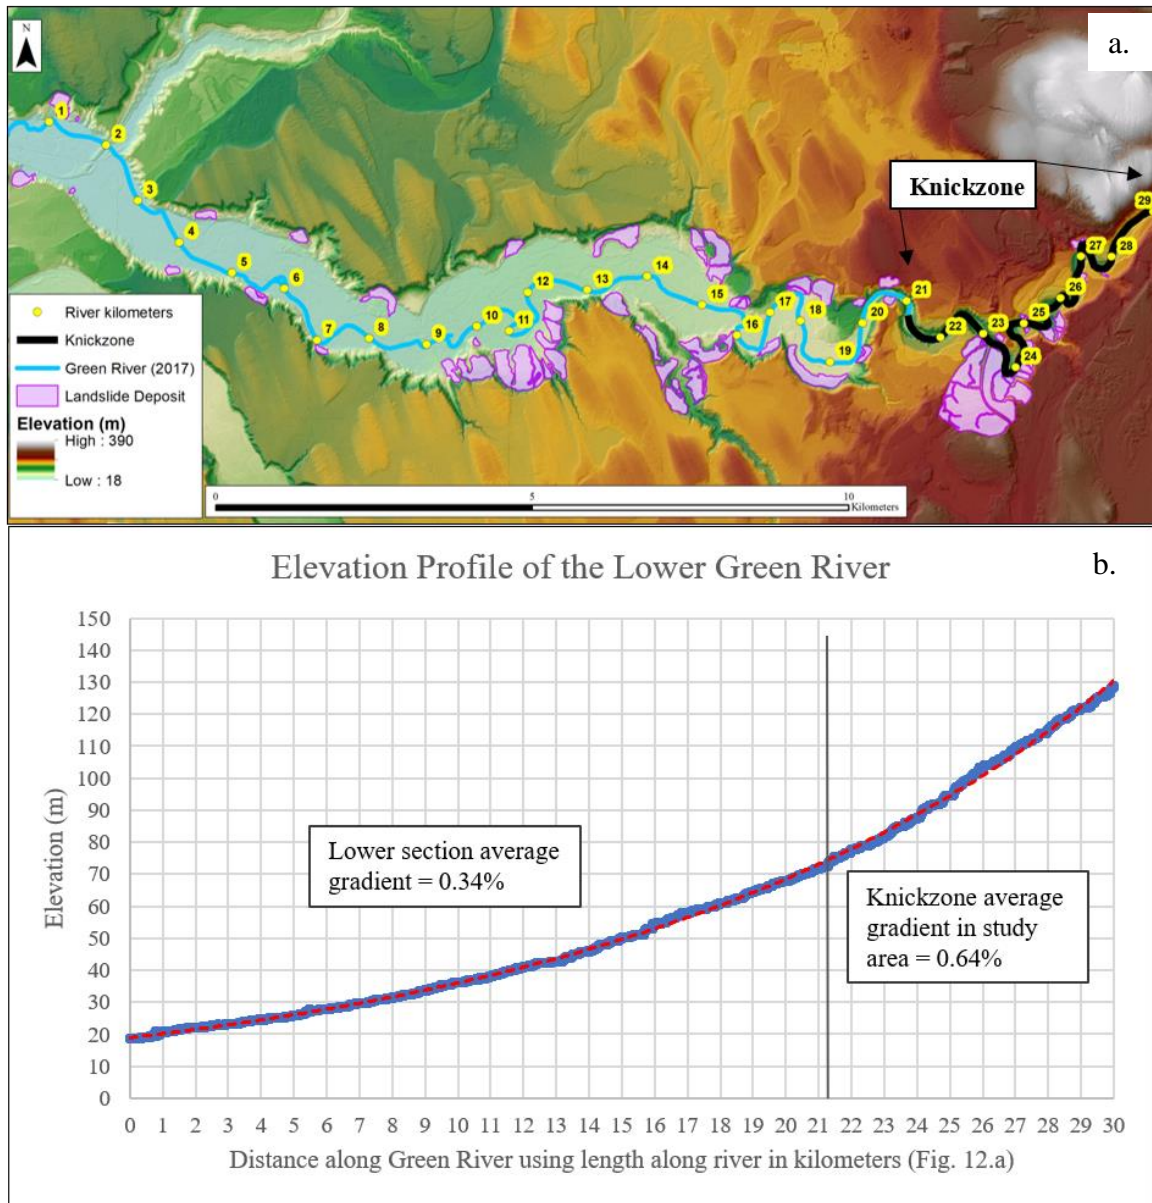 a.
N
1
2
3
4
5
6
7
8
9
10
11
12
13
14
15
16
17
18
19
20
21
22
23
24
25
26
27
28
29
Knickzone
River kilometers
Knickzone
Green River (2017)
Landslide Deposit
Elevation (m)
High : 390
Low : 18
0 5 10
Kilometers
Elevation Profile of the Lower Green River
b.
150
140
130
120
110
100
90
80
70
60
50
40
30
20
10
0
Elevation (m)
Lower section average
gradient = 0.34%
Knickzone average
gradient in study
area = 0.64%
0 1 2 3 4 5 6 7 8 9 10 11 12 13 14 15 16 17 18 19 20 21 22 23 24 25 26 27 28 29 30
Distance along Green River using length along river in kilometers (Fig. 12.a)